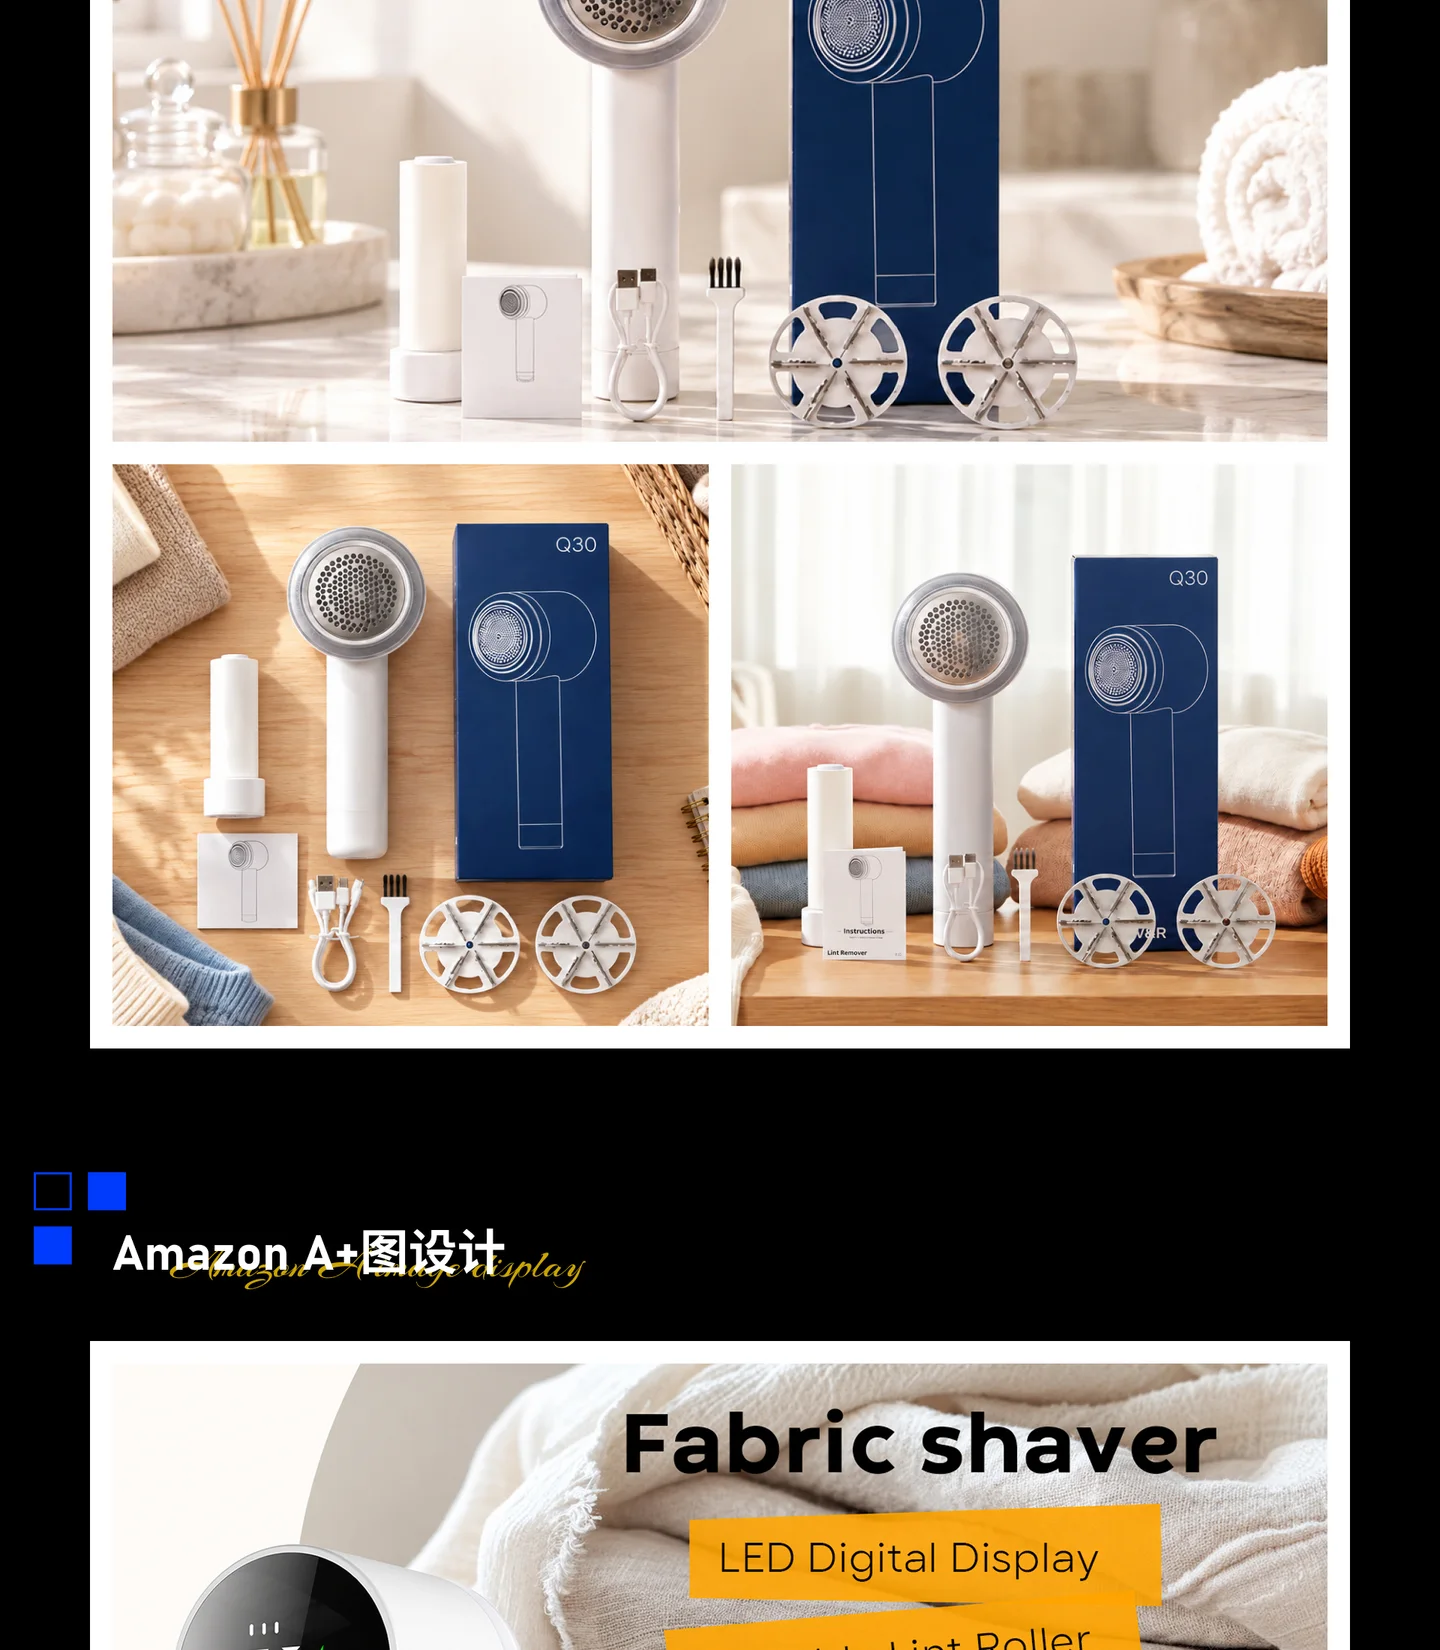 Q30
Q30
Instructions
Lint Remover
Amazon A+图设计
Amazon A image display
Fabric shaver
LED Digital Display
Lint Roller